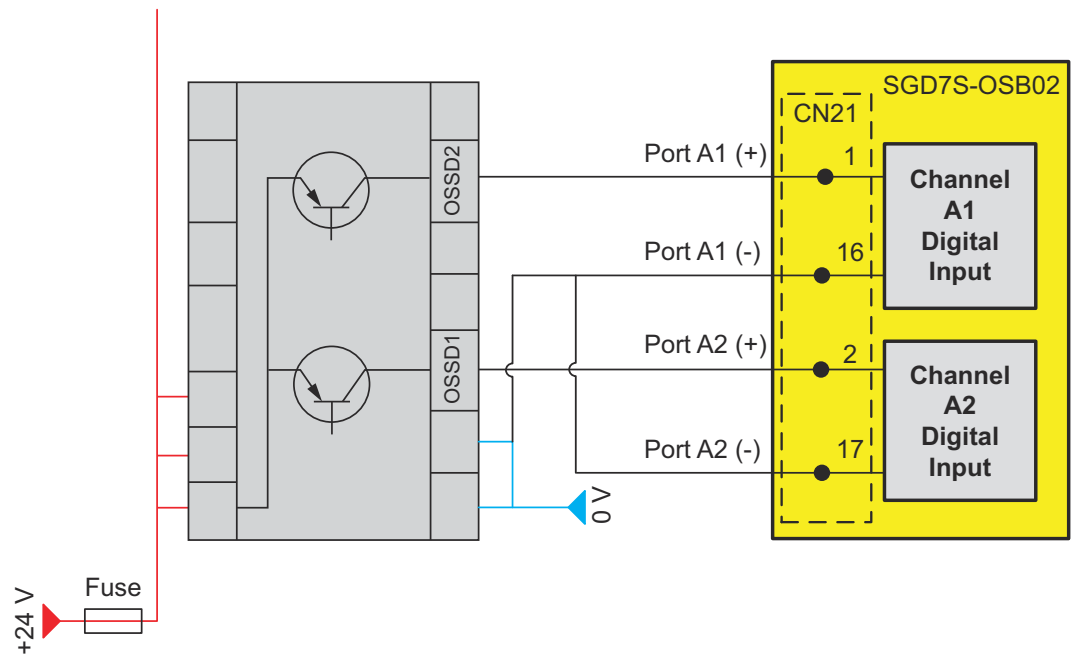 SGD7S-OSB02
CN21
Port A1 (+)
1
OSSD2
Channel
A1
Digital
Input
Port A1 (-)
16
Port A2 (+)
2
OSSD1
Channel
A2
Digital
Input
Port A2 (-)
17
0 V
Fuse
+24 V